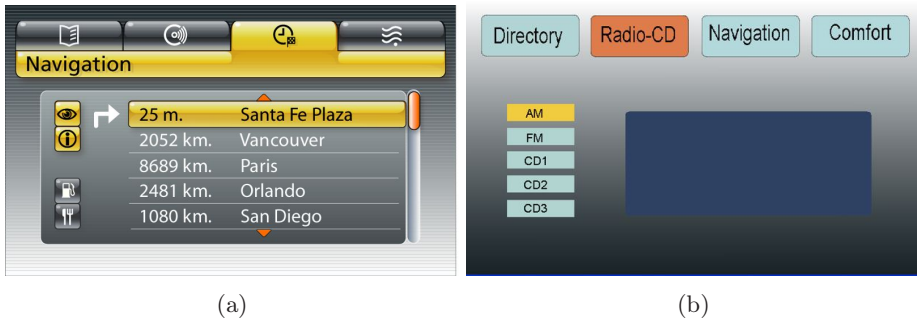 Navigation
25 m. Santa Fe Plaza
2052 km. Vancouver
8689 km. Paris
2481 km. Orlando
1080 km. San Diego
(a)
Directory Radio-CD Navigation Comfort
AM
FM
CD1
CD2
CD3
(b)